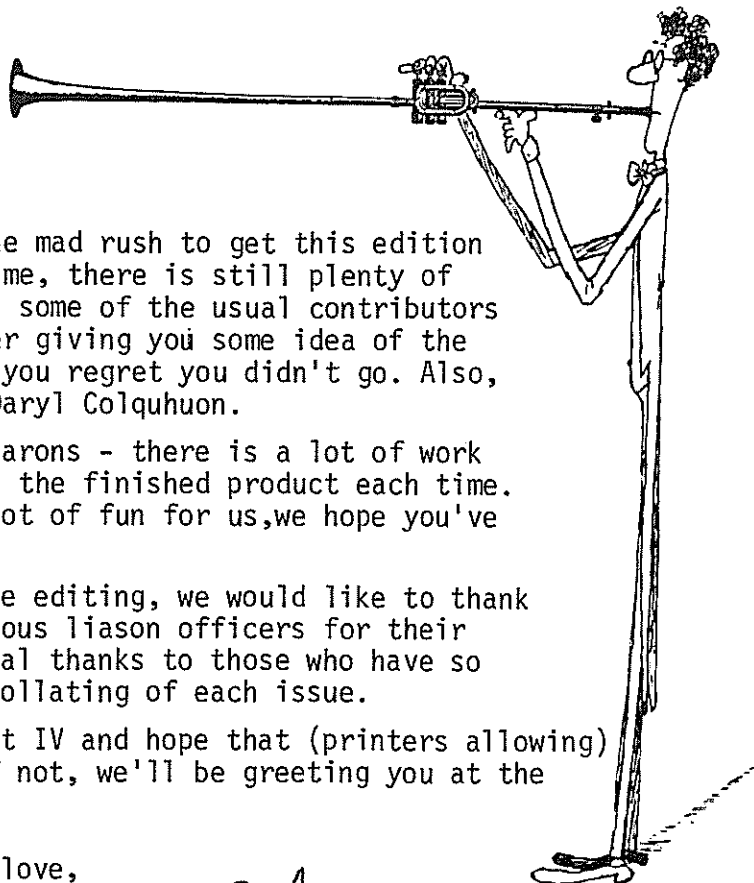 e mad rush to get this edition
me, there is still plenty of
some of the usual contributors
er giving you some idea of the
you regret you didn't go. Also,
Daryl Colquhuon.
arons - there is a lot of work
the finished product each time.
ot of fun for us,we hope you've
e editing, we would like to thank
ous liason officers for their
al thanks to those who have so
ollating of each issue.
t IV and hope that (printers allowing)
not, we'll be greeting you at the
love,